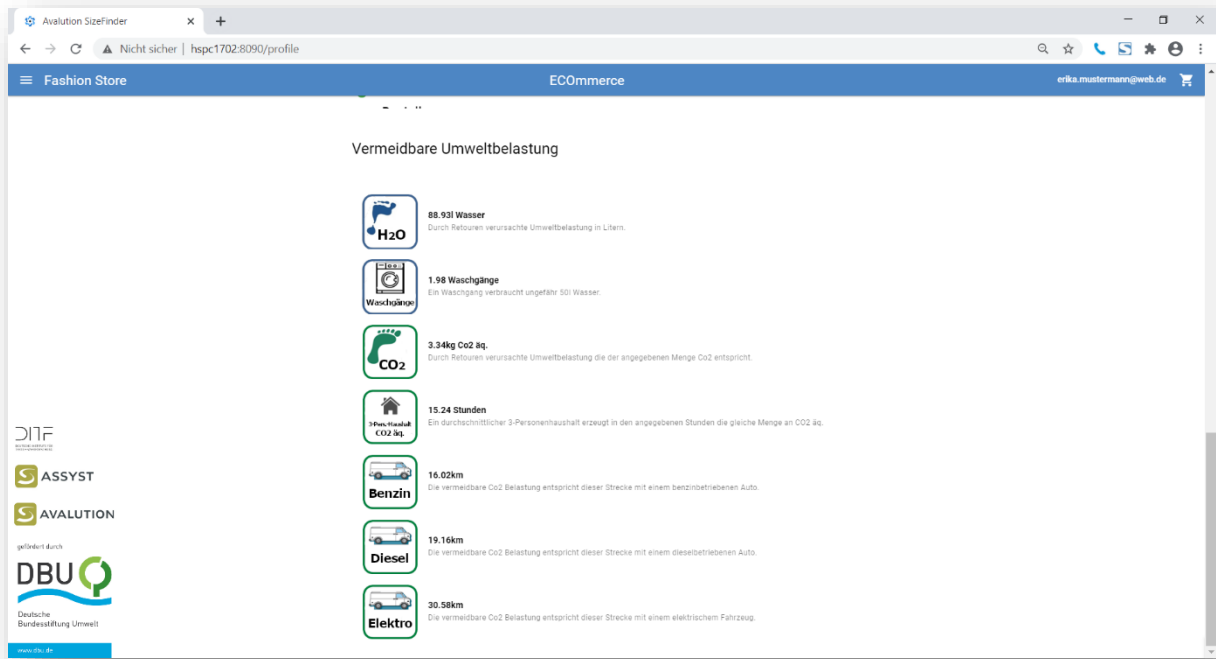 Avalution SizeFinder
Nicht sicher | hspc1702:8090/profile
Fashion Store
ECOmmerce
erika.mustermann@web.de
Vermeidbare Umweltbelastung
H2O
88.93l Wasser
Durch Retouren verursachte Umweltbelastung in Litern.
Waschgänge
1.98 Waschgänge
Ein Waschgang verbraucht ungefähr 50l Wasser.
CO2
3.34kg Co2 äq.
Durch Retouren verursachte Umweltbelastung die der angegebenen Menge Co2 entspricht.
3-Pers.-Haushalt
CO2 äq.
15.24 Stunden
Ein durchschnittlicher 3-Personenhaushalt erzeugt in den angegebenen Stunden die gleiche Menge an CO2 äq.
Benzin
16.02km
Die vermeidbare Co2 Belastung entspricht dieser Strecke mit einem benzinbetriebenen Auto.
Diesel
19.16km
Die vermeidbare Co2 Belastung entspricht dieser Strecke mit einem dieselbetriebenen Auto.
Elektro
30.58km
Die vermeidbare Co2 Belastung entspricht dieser Strecke mit einem elektrischem Fahrzeug.
DITF
ASSYST
AVALUTION
gefördert durch
DBU
Deutsche
Bundesstiftung Umwelt
www.dbu.de